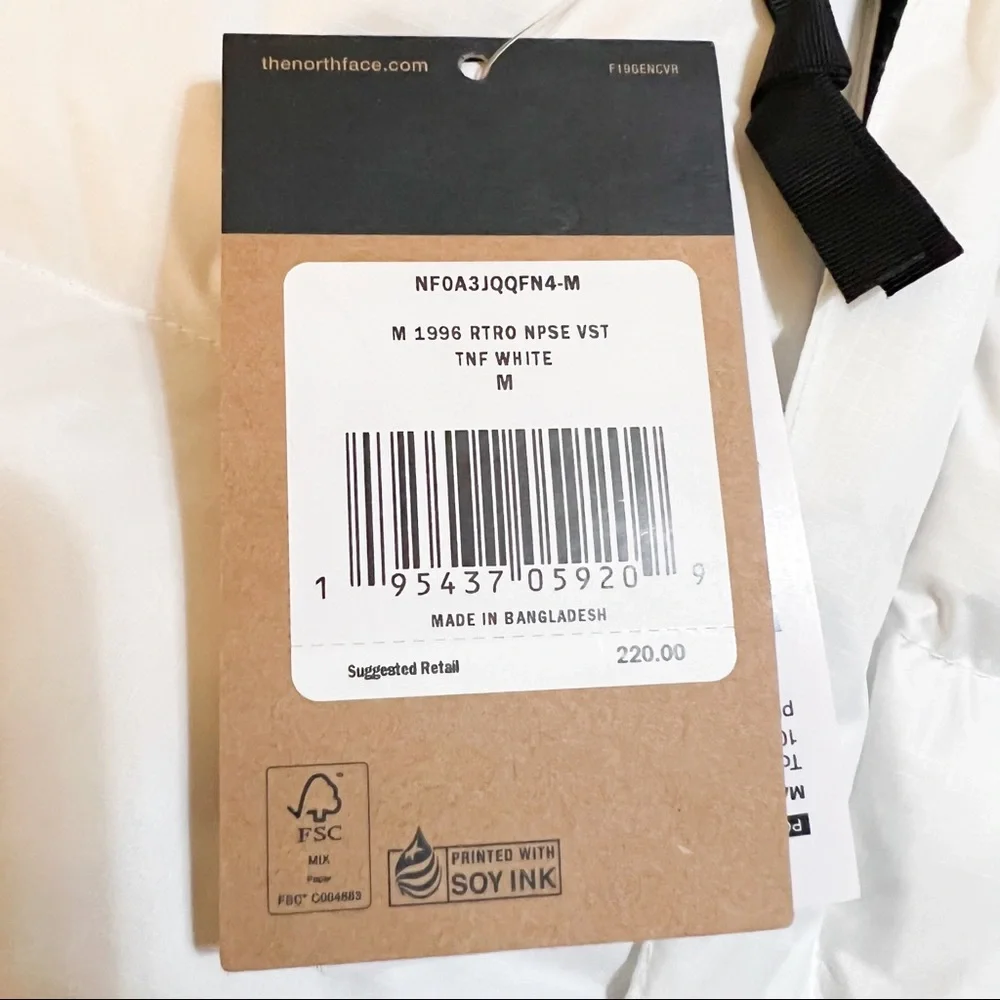 thenorthface.com
F19GENCVR
NF0A3JQQFN4-M
M 1996 RTRO NPSE VST
TNF WHITE
M
1 95437 05920 9
MADE IN BANGLADESH
Suggested Retail 220.00
FSC
MIX
Paper
PRINTED WITH
SOY INK